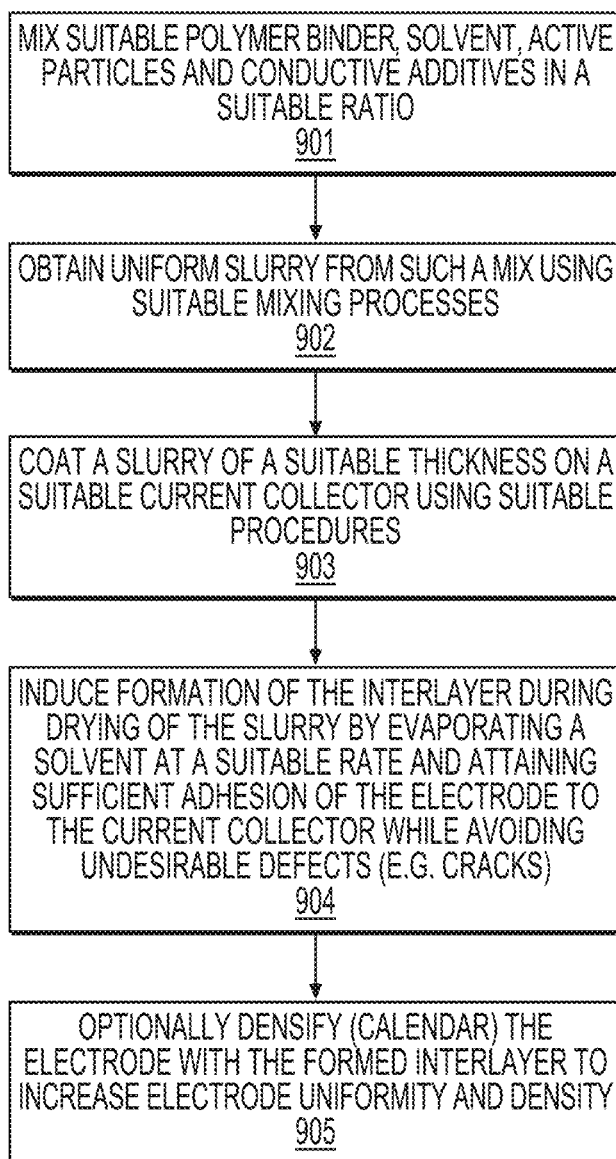 MIX SUITABLE POLYMER BINDER, SOLVENT, ACTIVE
PARTICLES AND CONDUCTIVE ADDITIVES IN A
SUITABLE RATIO
901
OBTAIN UNIFORM SLURRY FROM SUCH A MIX USING
SUITABLE MIXING PROCESSES
902
COAT A SLURRY OF A SUITABLE THICKNESS ON A
SUITABLE CURRENT COLLECTOR USING SUITABLE
PROCEDURES
903
INDUCE FORMATION OF THE INTERLAYER DURING
DRYING OF THE SLURRY BY EVAPORATING A
SOLVENT AT A SUITABLE RATE AND ATTAINING
SUFFICIENT ADHESION OF THE ELECTRODE TO
THE CURRENT COLLECTOR WHILE AVOIDING
UNDESIRABLE DEFECTS (E.G. CRACKS)
904
OPTIONALLY DENSIFY (CALENDAR) THE
ELECTRODE WITH THE FORMED INTERLAYER TO
INCREASE ELECTRODE UNIFORMITY AND DENSITY
905